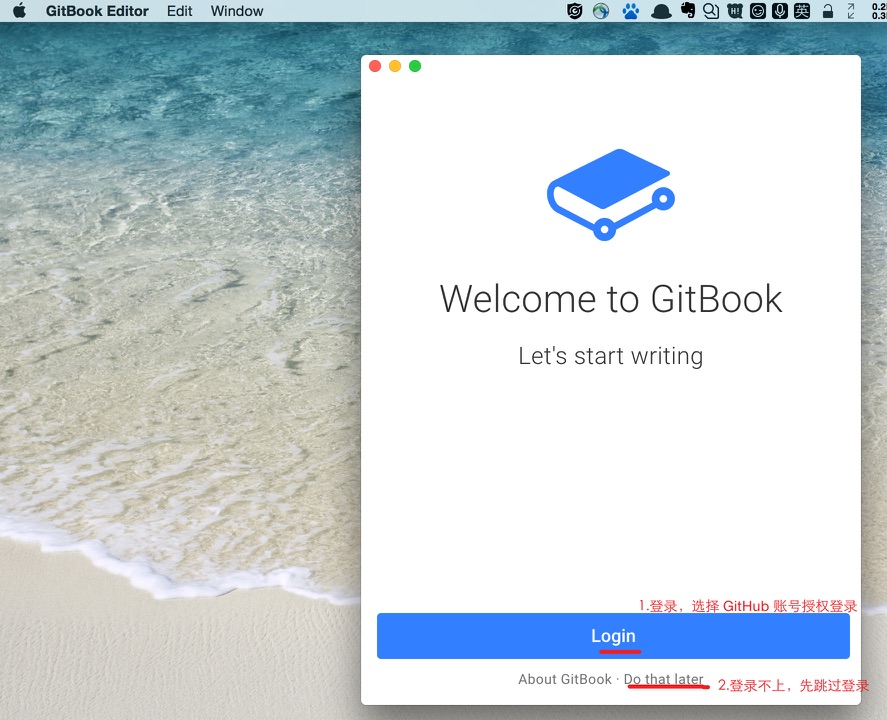 GitBook Editor Edit Window
英
Welcome to GitBook
Let's start writing
1.登录，选择 GitHub 账号授权登录
Login
About GitBook · Do that later
2.登录不上，先跳过登录